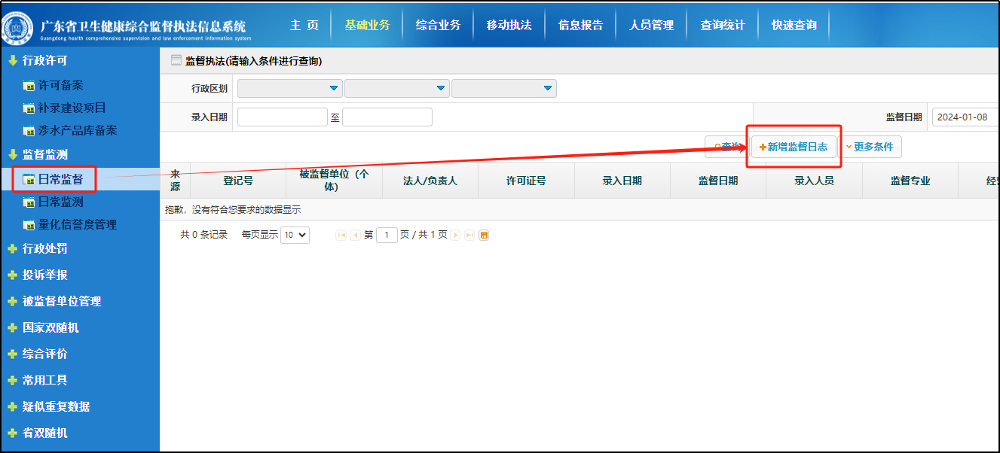 广东省卫生健康综合监督执法信息系统
Guangdong health comprehensive supervision and law enforcement information system
主 页
基础业务
综合业务
移动执法
信息报告
人员管理
查询统计
快速查询
行政许可
许可备案
补录建设项目
涉水产品库备案
监督监测
日常监督
日常监测
量化信誉度管理
行政处罚
投诉举报
被监督单位管理
国家双随机
综合评价
常用工具
疑似重复数据
省双随机
监督执法(请输入条件进行查询)
行政区划
录入日期
至
监督日期
2024-01-08
查询
新增监督日志
更多条件
来
源
登记号
被监督单位（个
体）
法人/负责人
许可证号
录入日期
监督日期
录入人员
监督专业
抱歉，没有符合您要求的数据显示
共 0 条记录 每页显示 10 第 1 页 / 共 1 页